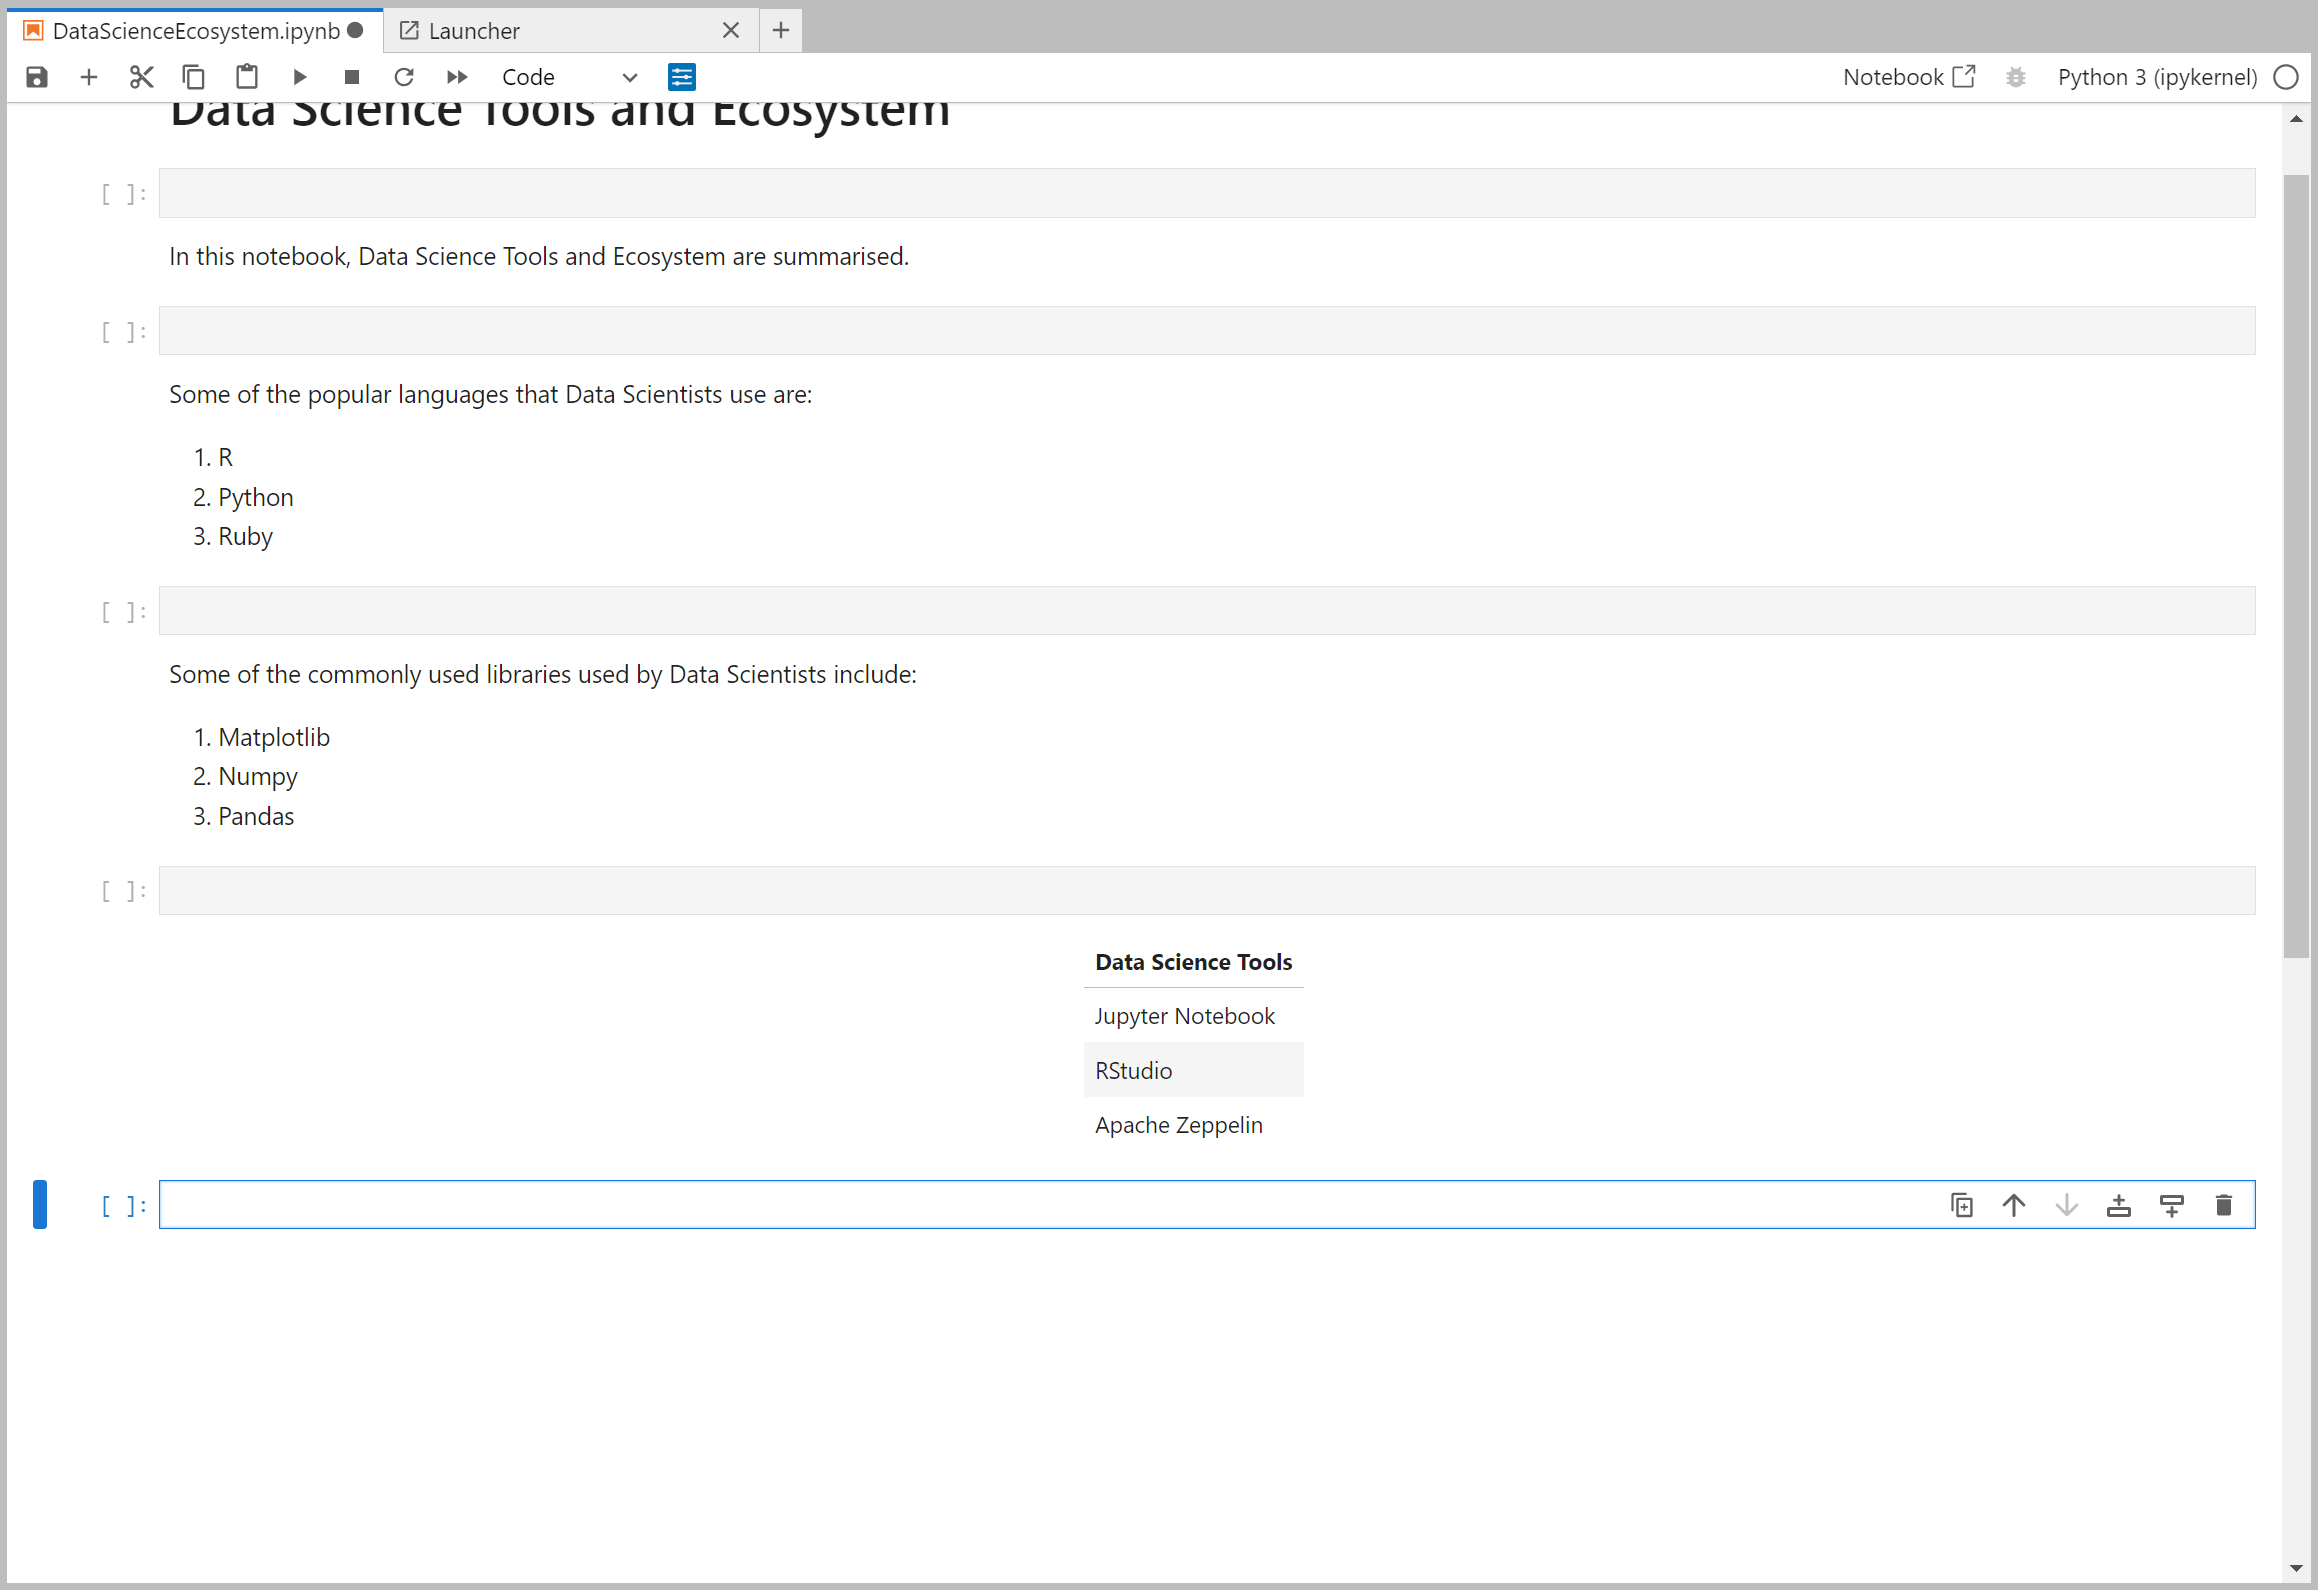 DataScienceEcosystem.ipynb
Launcher
Code
Notebook
Python 3 (ipykernel)
Data Science Tools and Ecosystem
[ ]:
In this notebook, Data Science Tools and Ecosystem are summarised.
[ ]:
Some of the popular languages that Data Scientists use are:
1. R
2. Python
3. Ruby
[ ]:
Some of the commonly used libraries used by Data Scientists include:
1. Matplotlib
2. Numpy
3. Pandas
[ ]:
Data Science Tools
Jupyter Notebook
RStudio
Apache Zeppelin
[ ]: